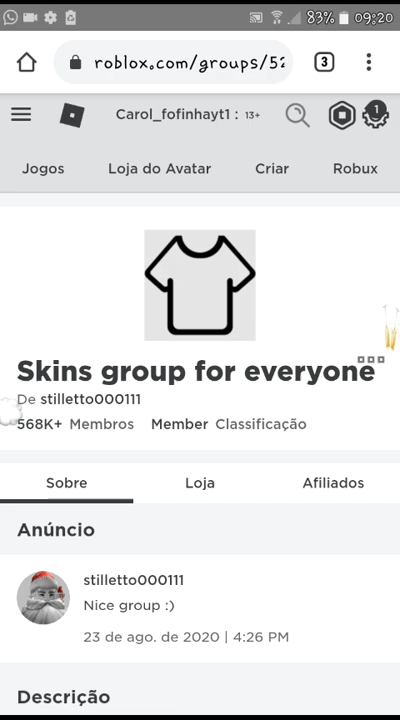 83% 09:20
roblox.com/groups/52
3
Carol_fofinhayt1 : 13+
1
Jogos Loja do Avatar Criar Robux
Skins group for everyone
De stilletto000111
568K+ Membros Member Classificação
Sobre Loja Afiliados
Anúncio
stilletto000111
Nice group :)
23 de ago. de 2020 | 4:26 PM
Descrição